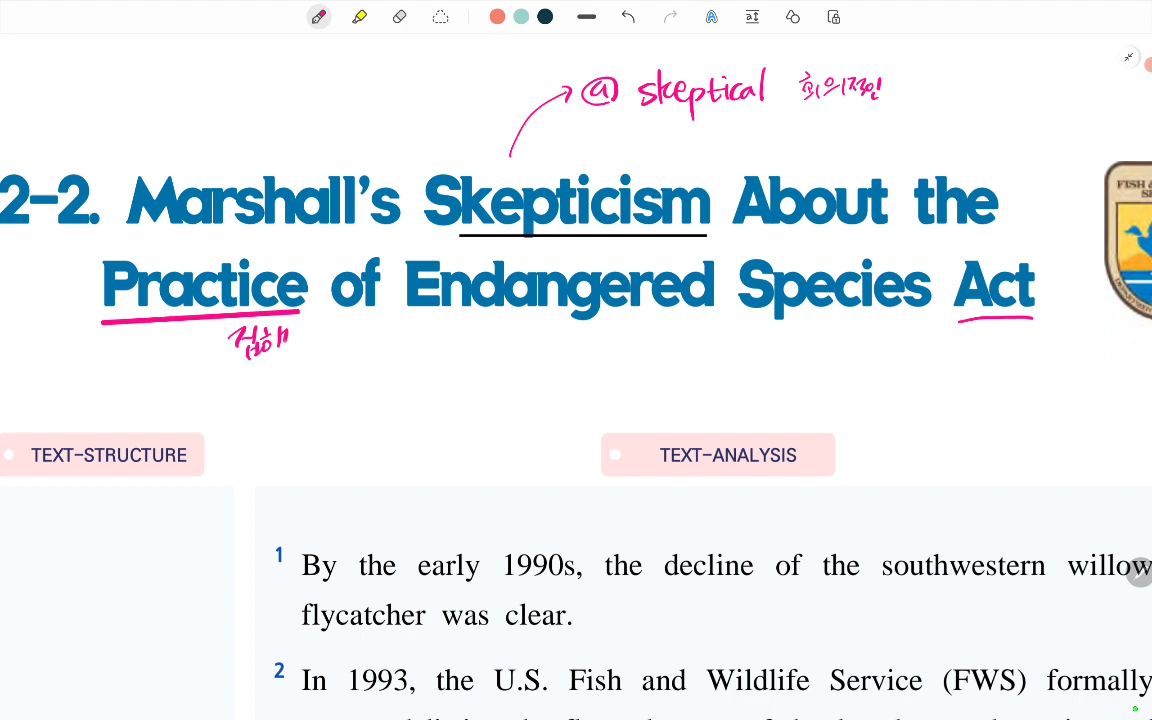 ⓐ skeptical 회의적인
2-2. Marshall's Skepticism About the
Practice of Endangered Species Act
집행
FISH &
TEXT-STRUCTURE
TEXT-ANALYSIS
1 By the early 1990s, the decline of the southwestern willow
flycatcher was clear.
2 In 1993, the U.S. Fish and Wildlife Service (FWS) formally